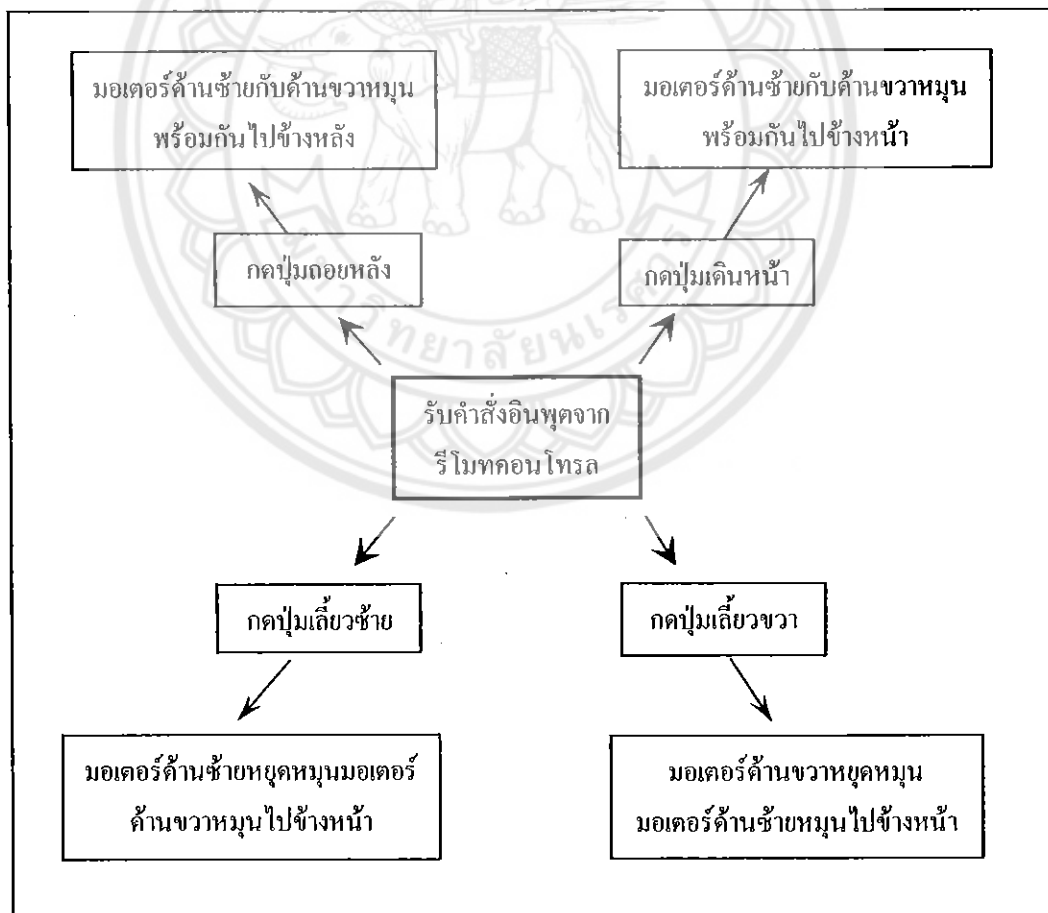 มอเตอร์ด้านซ้ายกับด้านขวาหมุน
พร้อมกันไปข้างหลัง
มอเตอร์ด้านซ้ายกับด้านขวาหมุน
พร้อมกันไปข้างหน้า
กดปุ่มถอยหลัง
กดปุ่มเดินหน้า
รับคำสั่งอินพุตจาก
รีโมทคอนโทรล
กดปุ่มเลี้ยวซ้าย
กดปุ่มเลี้ยวขวา
มอเตอร์ด้านซ้ายหยุดหมุนมอเตอร์
ด้านขวาหมุนไปข้างหน้า
มอเตอร์ด้านขวาหยุดหมุน
มอเตอร์ด้านซ้ายหมุนไปข้างหน้า